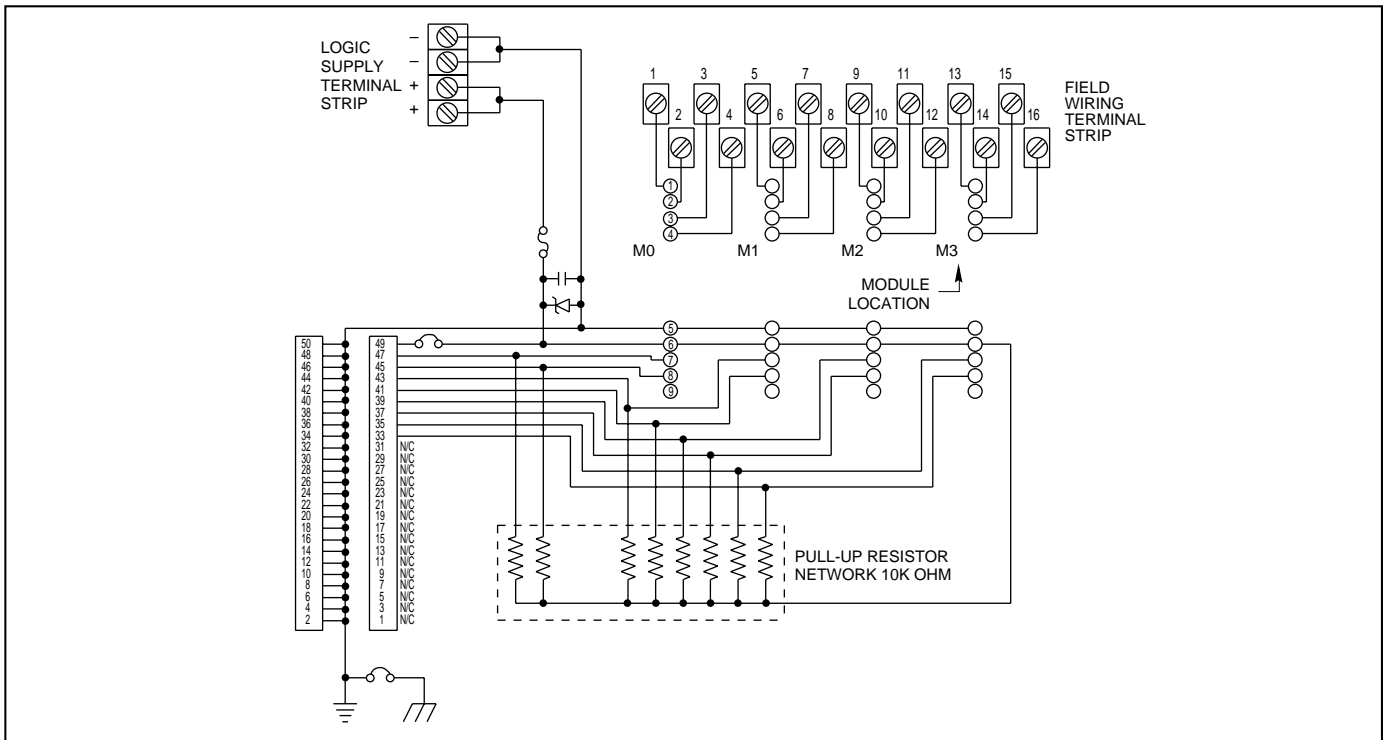 LOGIC
SUPPLY
TERMINAL
STRIP
–
–
+
+
1 3 5 7 9 11 13 15
2 4 6 8 10 12 14 16
FIELD
WIRING
TERMINAL
STRIP
1
2
3
4
M0 M1 M2 M3
MODULE
LOCATION
5
6
7
8
9
50 49
48 47
46 45
44 43
42 41
40 39
38 37
36 35
34 33
32 31 N/C
30 29 N/C
28 27 N/C
26 25 N/C
24 23 N/C
22 21 N/C
20 19 N/C
18 17 N/C
16 15 N/C
14 13 N/C
12 11 N/C
10 9 N/C
8 7 N/C
6 5 N/C
4 3 N/C
2 1 N/C
PULL-UP RESISTOR
NETWORK 10K OHM